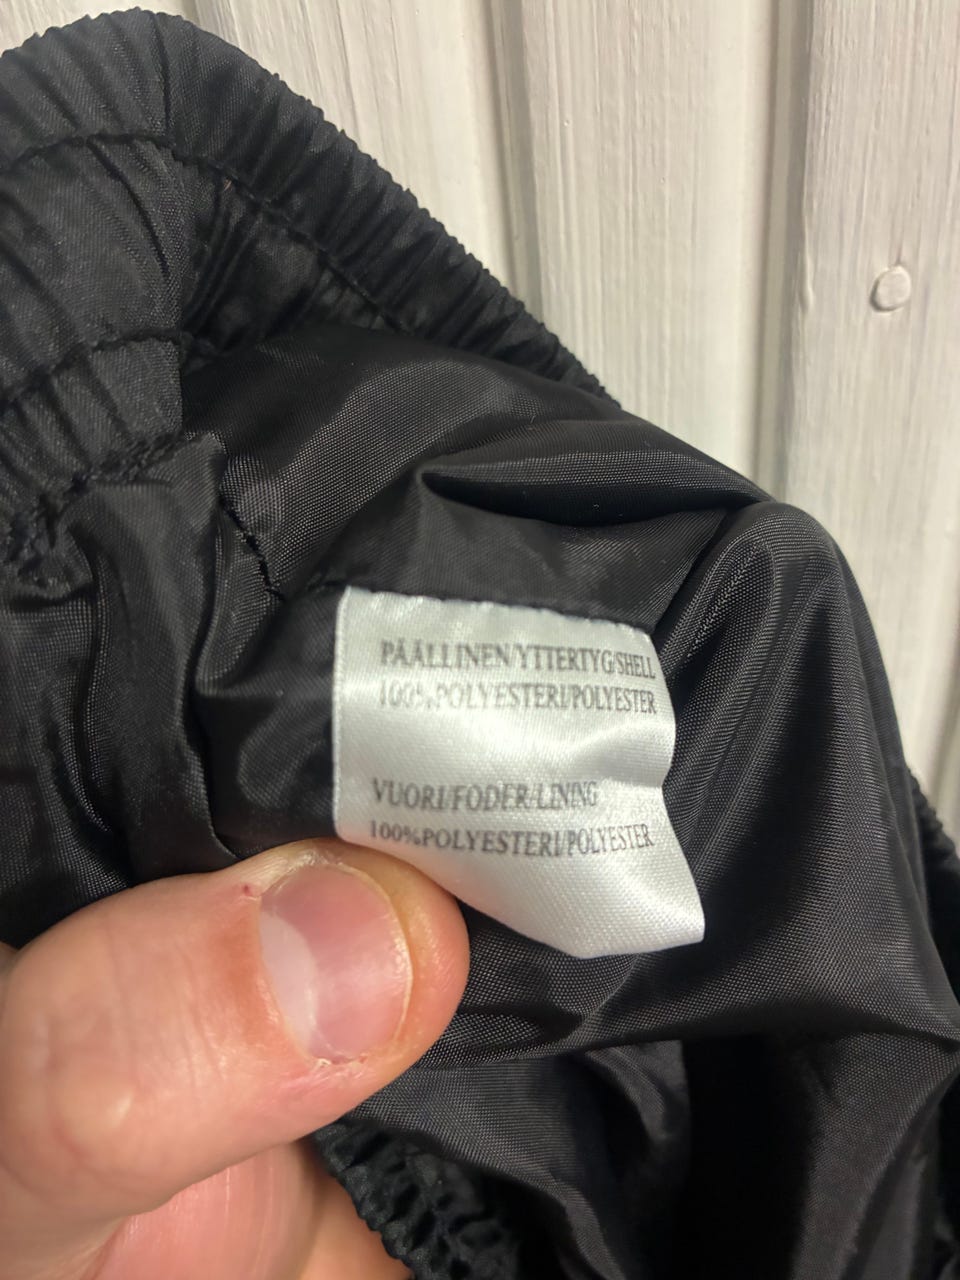 PÄÄLLINEN/YTTERTYG/SHELL
100%POLYESTERI/POLYESTER
VUORI/FODER/LINING
100%POLYESTERI/POLYESTER